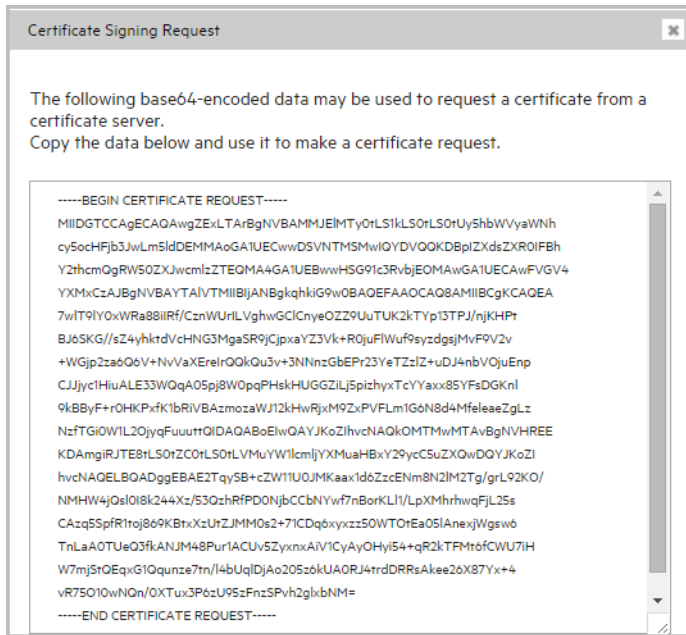 Certificate Signing Request
The following base64-encoded data may be used to request a certificate from a
certificate server.
Copy the data below and use it to make a certificate request.
-----BEGIN CERTIFICATE REQUEST-----
MIIDGTCCAgECAQAwgZExLTArBgNVBAMMJElMTy0tLS1kLS0tLS0tUy5hbWVyaWNh
cy5ocHFjb3JwLm5ldDEMMAoGA1UECwwDSVNTMSMwIQYDVQQKDBpIZXdsZXR0IFBh
Y2thcmQgRW50ZXJwcmlzZTEQMA4GA1UEBwwHSG91c3RvbjEOMAwGA1UECAwFVGV4
YXMxCzAJBgNVBAYTAlVTMIIBIjANBgkqhkiG9w0BAQEFAAOCAQ8AMIIBCgKCAQEA
7wlT9lY0xWRa88iIRf/CznWUrILVghwGClCnyeOZZ9UuTUK2kTYp13TPJ/njKHPt
BJ6SKG//sZ4yhktdVcHNG3MgaSR9jCjpxaYZ3Vk+R0juFlWuf9syzdgsjMvF9V2v
+WGjp2za6Q6V+NvVaXEreIrQQkQu3v+3NNnzGbEPr23YeTZzlZ+uDJ4nbVOjuEnp
CJJjyc1HiuALE33WQqA05pj8W0pqPHskHUGGZiLj5pizhyxTcYYaxx85YFsDGKnl
9kBByF+r0HKPxfK1bRiVBAzmozaWJ12kHwRjxM9ZxPVFLm1G6N8d4MfeleaeZgLz
NzfTGi0W1L2OjyqFuuuttQIDAQABoEIwQAYJKoZIhvcNAQkOMTMwMTAvBgNVHREE
KDAmgiRJTE8tLS0tZC0tLS0tLVMuYW1lcmljYXMuaHBxY29ycC5uZXQwDQYJKoZI
hvcNAQELBQADggEBAE2TqySB+cZW11U0JMKaax1d6ZzcENm8N2lM2Tg/grL92KO/
NMHW4jQsl0I8k244Xz/53QzhRfPD0NjbCCbNYwf7nBorKLl1/LpXMhrhwqFjL25s
CAzq5SpfR1toj869KBtxXzUtZJMM0s2+71CDq6xyxzz50WTOtEa05lAnexjWgsw6
TnLaA0TUeQ3fkANJM48Pur1ACUv5ZyxnxAiV1CyAyOHyi54+qR2kTFMt6fCWU7iH
W7mjStQEqxG1Qqunze7tn/l4bUqlDjAo205z6kUA0RJ4trdDRRsAkee26X87Yx+4
vR75O10wNQn/0XTux3P6zU95zFnzSPvh2glxbNM=
-----END CERTIFICATE REQUEST-----